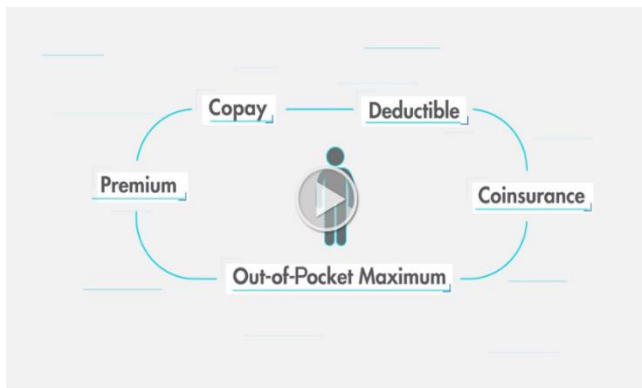 Copay
Deductible
Premium
Coinsurance
Out-of-Pocket Maximum